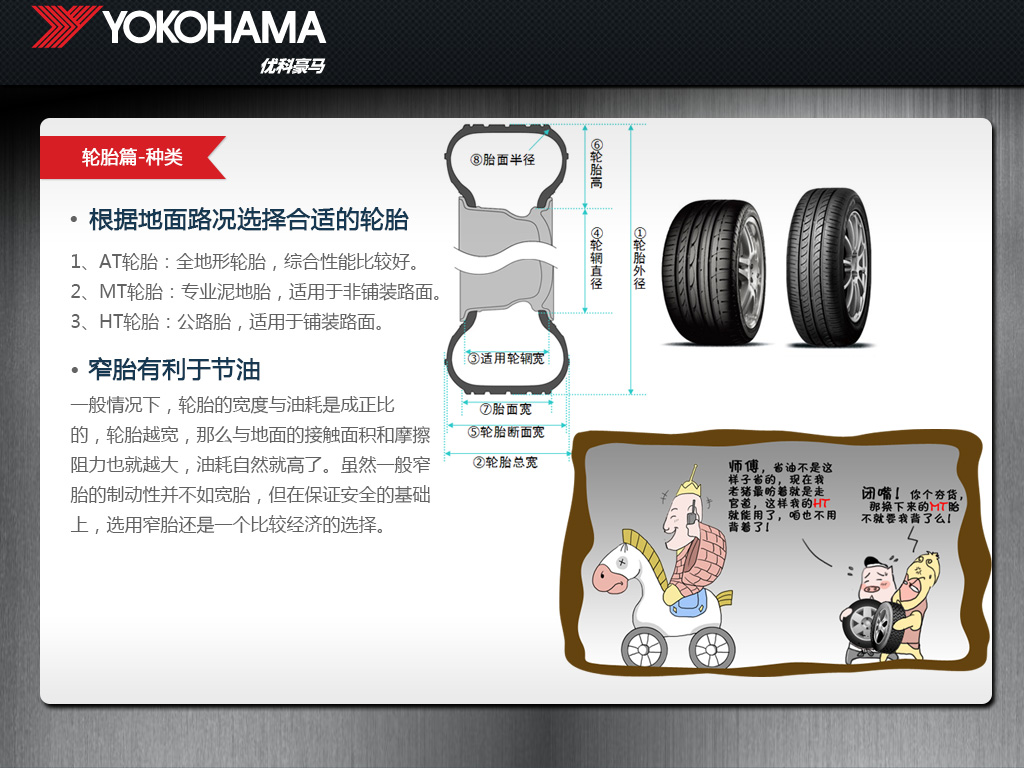 YOKOHAMA
优科豪马
轮胎篇-种类
• 根据地面路况选择合适的轮胎
1、AT轮胎：全地形轮胎，综合性能比较好。
2、MT轮胎：专业泥地胎，适用于非铺装路面。
3、HT轮胎：公路胎，适用于铺装路面。
• 窄胎有利于节油
一般情况下，轮胎的宽度与油耗是成正比
的，轮胎越宽，那么与地面的接触面积和摩擦
阻力也就越大，油耗自然就高了。虽然一般窄
胎的制动性并不如宽胎，但在保证安全的基础
上，选用窄胎还是一个比较经济的选择。
⑧胎面半径
⑥轮胎高
④轮辋直径
①轮胎外径
③适用轮辋宽
⑦胎面宽
⑤轮胎断面宽
②轮胎总宽
师傅，省油不是这
样子省的，现在我
老猪最盼着就是走
官道，这样我的HT
就能用了，咱也不用
背着了！
闭嘴！你个夯货，
那换下来的MT胎
不就要我背了么！